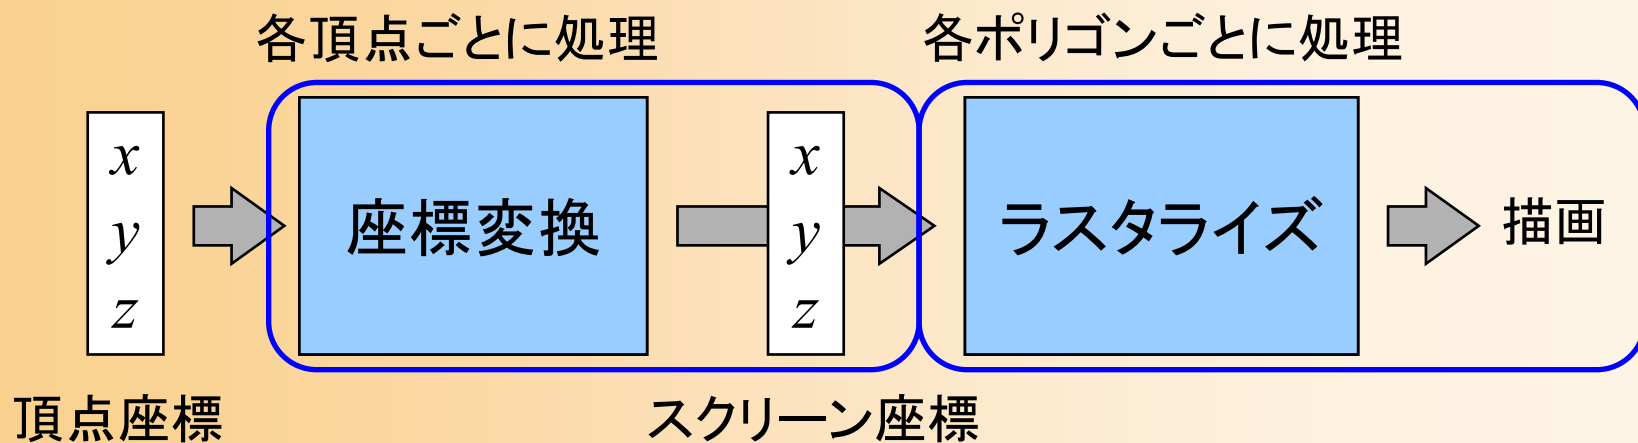 各頂点ごとに処理
各ポリゴンごとに処理
x
y
z
座標変換
x
y
z
ラスタライズ
描画
頂点座標
スクリーン座標